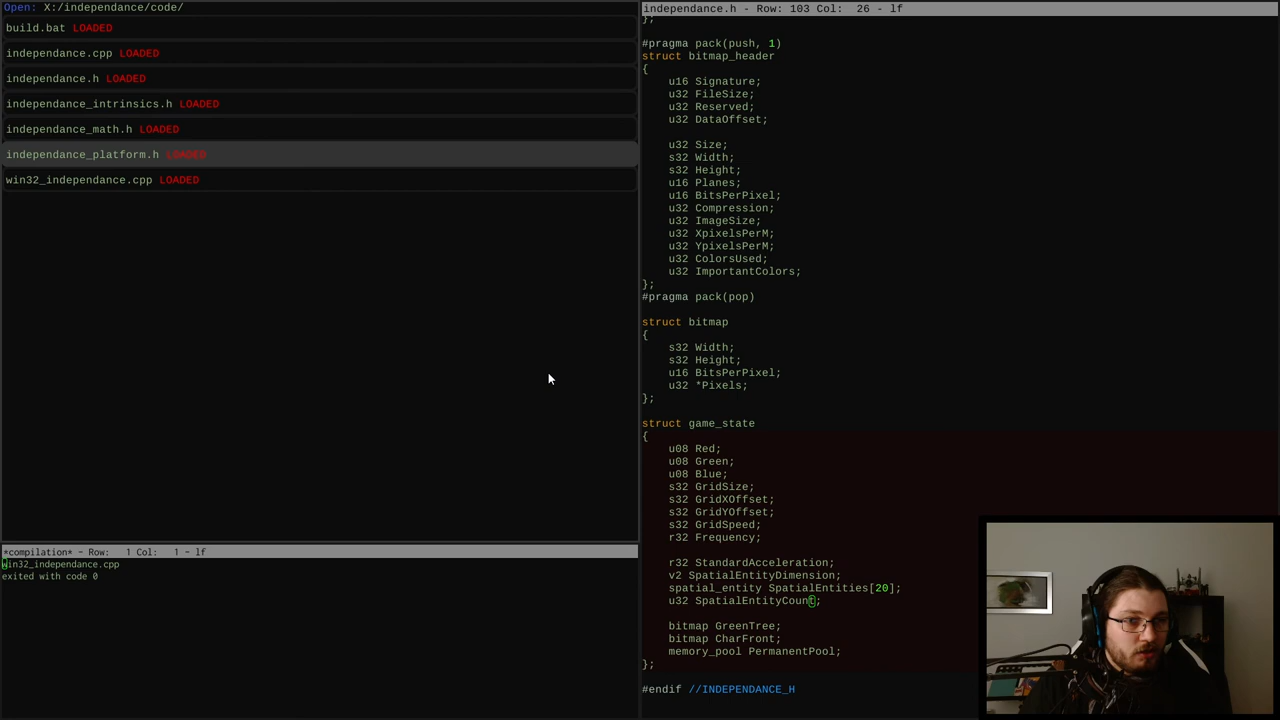 Open: X:/independance/code/
build.bat LOADED
independance.cpp LOADED
independance.h LOADED
independance_intrinsics.h LOADED
independance_math.h LOADED
independance_platform.h LOADED
win32_independance.cpp LOADED
*compilation* - Row:   1 Col:   1 - lf
win32_independance.cpp
exited with code 0
independance.h - Row: 103 Col:  26 - lf
};
#pragma pack(push, 1)
struct bitmap_header
{
    u16 Signature;
    u32 FileSize;
    u32 Reserved;
    u32 DataOffset;
    u32 Size;
    s32 Width;
    s32 Height;
    u16 Planes;
    u16 BitsPerPixel;
    u32 Compression;
    u32 ImageSize;
    u32 XpixelsPerM;
    u32 YpixelsPerM;
    u32 ColorsUsed;
    u32 ImportantColors;
};
#pragma pack(pop)
struct bitmap
{
    s32 Width;
    s32 Height;
    u16 BitsPerPixel;
    u32 *Pixels;
};
struct game_state
{
    u08 Red;
    u08 Green;
    u08 Blue;
    s32 GridSize;
    s32 GridXOffset;
    s32 GridYOffset;
    s32 GridSpeed;
    r32 Frequency;
    r32 StandardAcceleration;
    v2 SpatialEntityDimension;
    spatial_entity SpatialEntities[20];
    u32 SpatialEntityCount;
    bitmap GreenTree;
    bitmap CharFront;
    memory_pool PermanentPool;
};
#endif //INDEPENDANCE_H